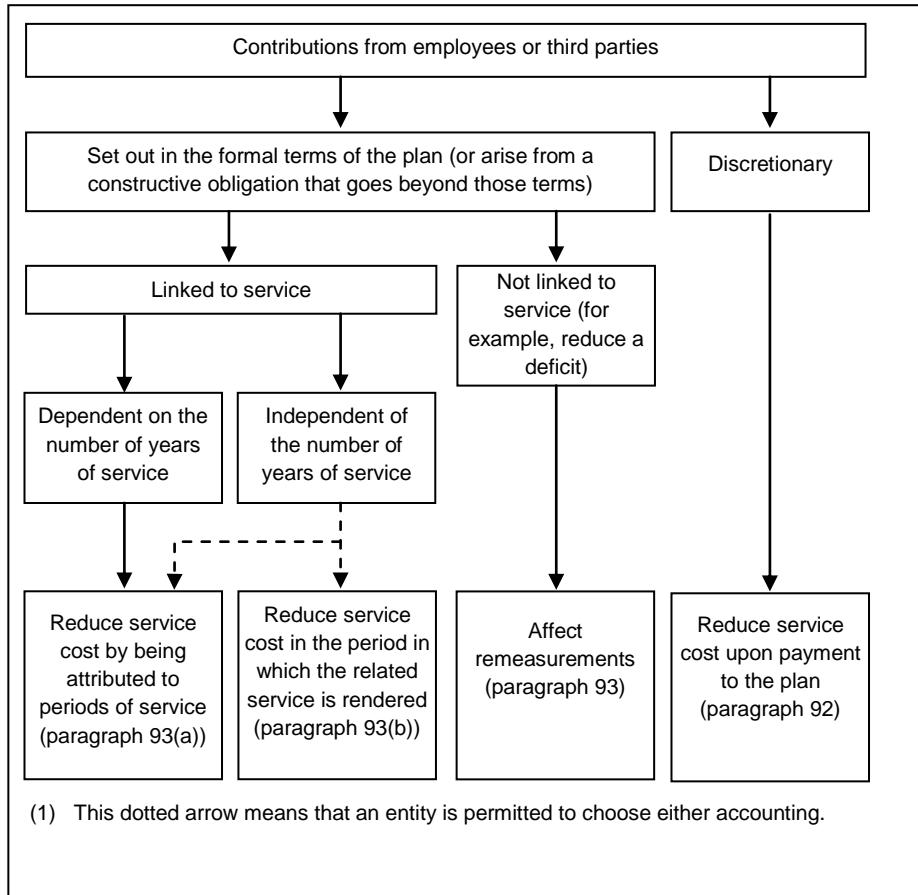 Contributions from employees or third parties
Set out in the formal terms of the plan (or arise from a
constructive obligation that goes beyond those terms)
Discretionary
Linked to service
Not linked to
service (for
example, reduce a
deficit)
Dependent on the
number of years
of service
Independent of
the number of
years of service
Reduce service
cost by being
attributed to
periods of service
(paragraph 93(a))
Reduce service
cost in the period in
which the related
service is rendered
(paragraph 93(b))
Affect
remeasurements
(paragraph 93)
Reduce service
cost upon payment
to the plan
(paragraph 92)
(1) This dotted arrow means that an entity is permitted to choose either accounting.